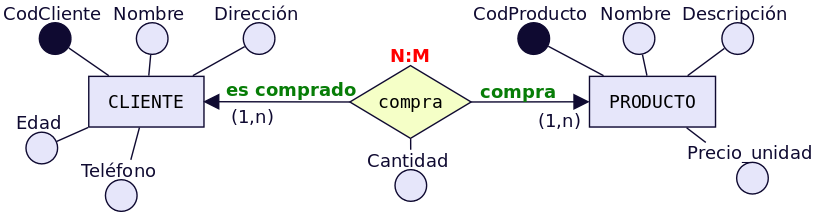 CodCliente
Nombre
Dirección
CodProducto
Nombre
Descripción
N:M
es comprado
compra
CLIENTE
compra
PRODUCTO
(1,n)
(1,n)
Edad
Teléfono
Cantidad
Precio_unidad